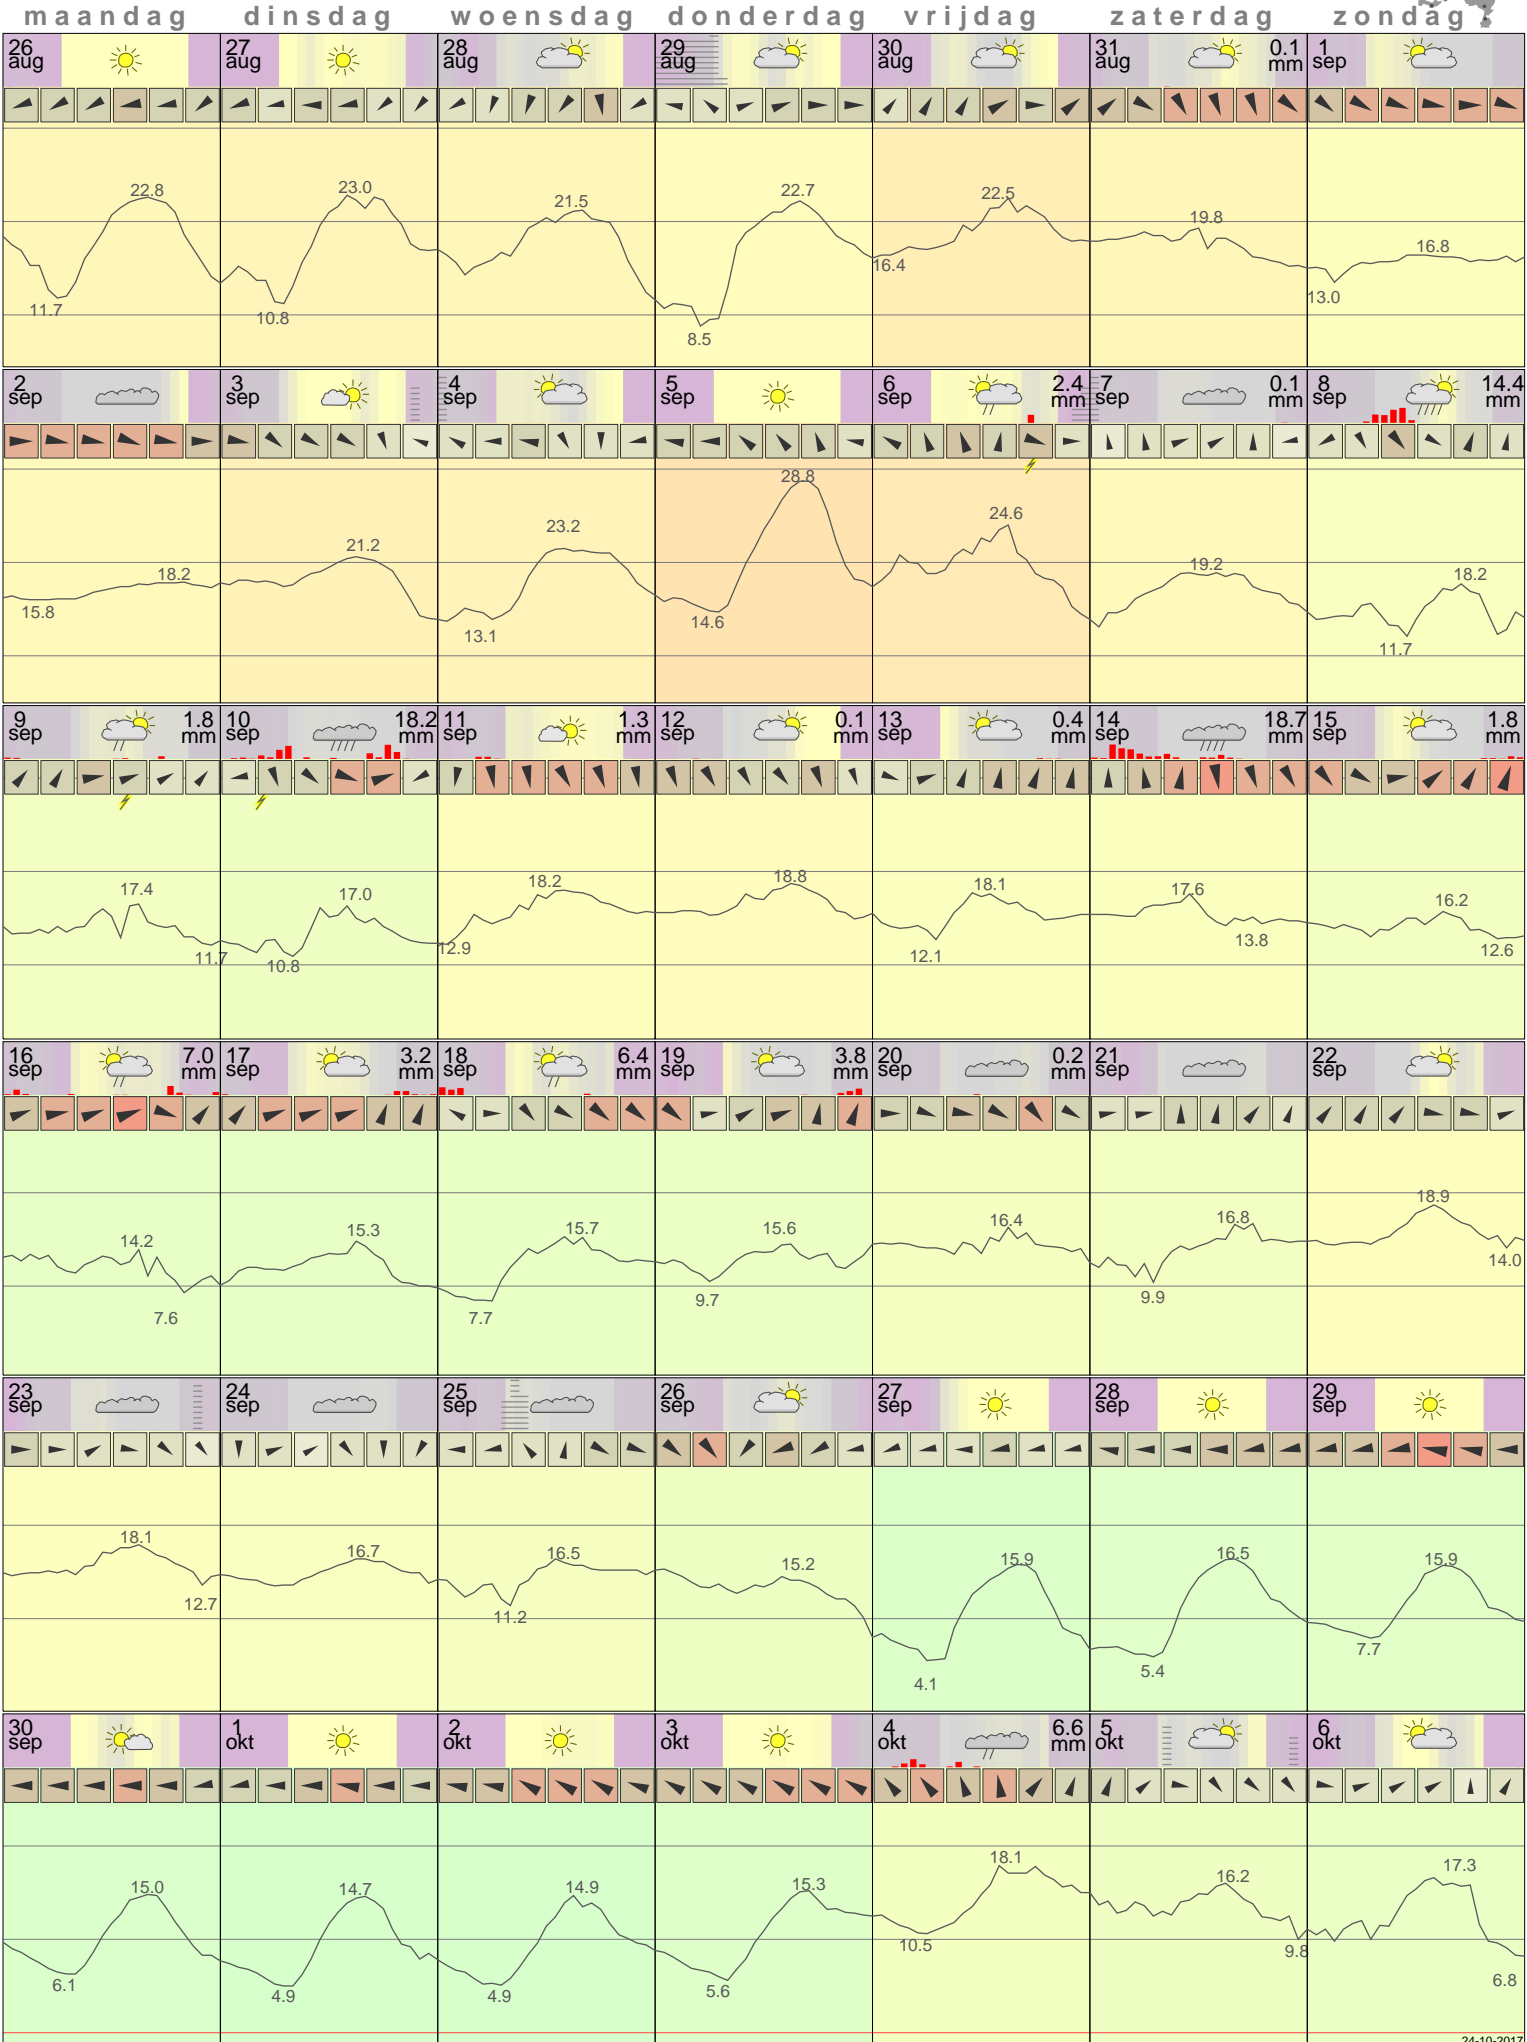 maandag dinsdag woensdag donderdag vrijdag zaterdag zondag
26 27 28 29 30 31 0.1 1
aug aug aug aug aug aug mm sep
22.8 23.0 21.5 22.7 22.5 19.8 16.8
11.7 10.8 8.5 16.4 13.0
2 3 4 5 6 2.4 7 0.1 8 14.4
sep sep sep sep sep mm sep mm sep mm
18.2 21.2 23.2 28.8 24.6 19.2 18.2
15.8 13.1 14.6 11.7
9 1.8 10 18.2 11 1.3 12 0.1 13 0.4 14 18.7 15 1.8
sep mm sep mm sep mm sep mm sep mm sep mm sep mm
17.4 17.0 18.2 18.8 18.1 17.6 16.2
11.7 10.8 12.9 12.1 13.8 12.6
16 7.0 17 3.2 18 6.4 19 3.8 20 0.2 21 22
sep mm sep mm sep mm sep mm sep mm sep sep
14.2 15.3 15.7 15.6 16.4 16.8 18.9
7.6 7.7 9.7 9.9 14.0
23 24 25 26 27 28 29
sep sep sep sep sep sep sep
18.1 16.7 16.5 15.2 15.9 16.5 15.9
12.7 11.2 4.1 5.4 7.7
30 1 2 3 4 6.6 5 6
sep okt okt okt okt mm okt okt
15.0 14.7 14.9 15.3 18.1 16.2 17.3
6.1 4.9 4.9 5.6 10.5 9.8 6.8
24-10-2017